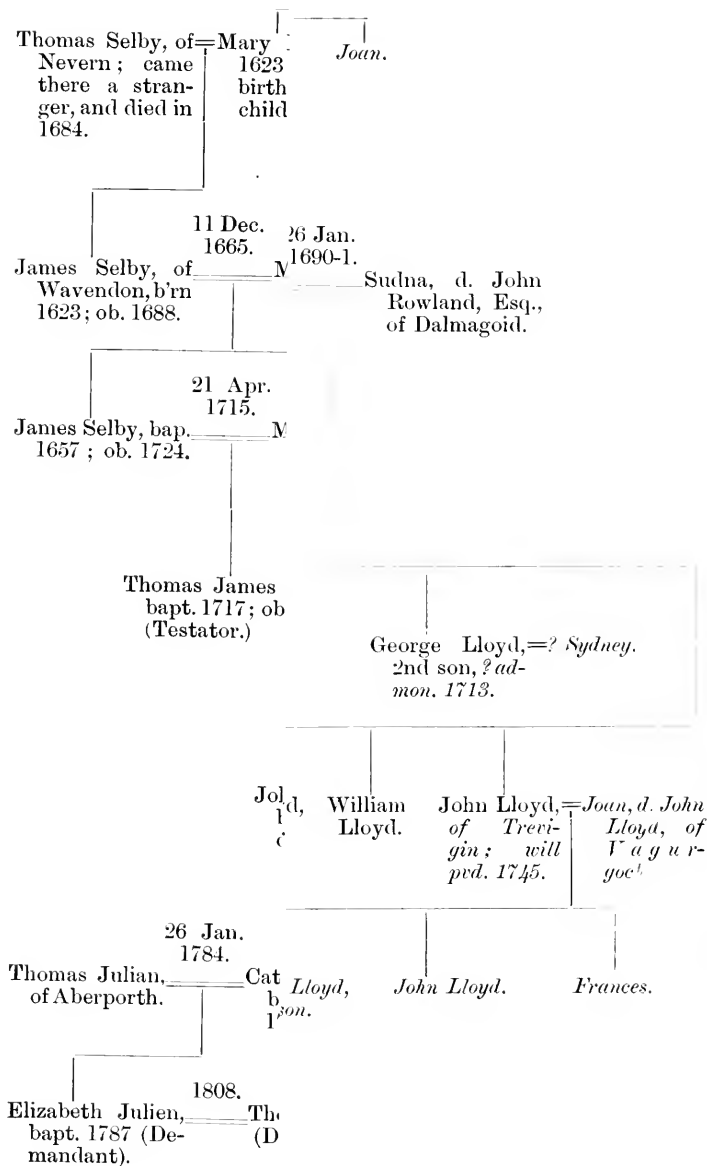 Thomas Selby, of=Mary
Nevern; came 1623
there a stran- birth
ger, and died in child
1684.
Joan.
11 Dec.
1665.
26 Jan.
1690-1.
James Selby, of
Wavendon, b'rn
1623; ob. 1688.
Sudna, d. John
Rowland, Esq.,
of Dalmagoid.
21 Apr.
1715.
James Selby, bap.
1657; ob. 1724.
Thomas James
bapt. 1717; ob
(Testator.)
George Lloyd,=? Sydney.
2nd son, ? ad-
mon. 1713.
William
Lloyd.
John Lloyd,=Joan, d. John
of Trevi- Lloyd, of
gin; will
pvd. 1745.
26 Jan.
1784.
Thomas Julian,
of Aberporth.
Lloyd,
John Lloyd.
Frances.
1808.
Elizabeth Julien,
bapt. 1787 (De-
mandant).